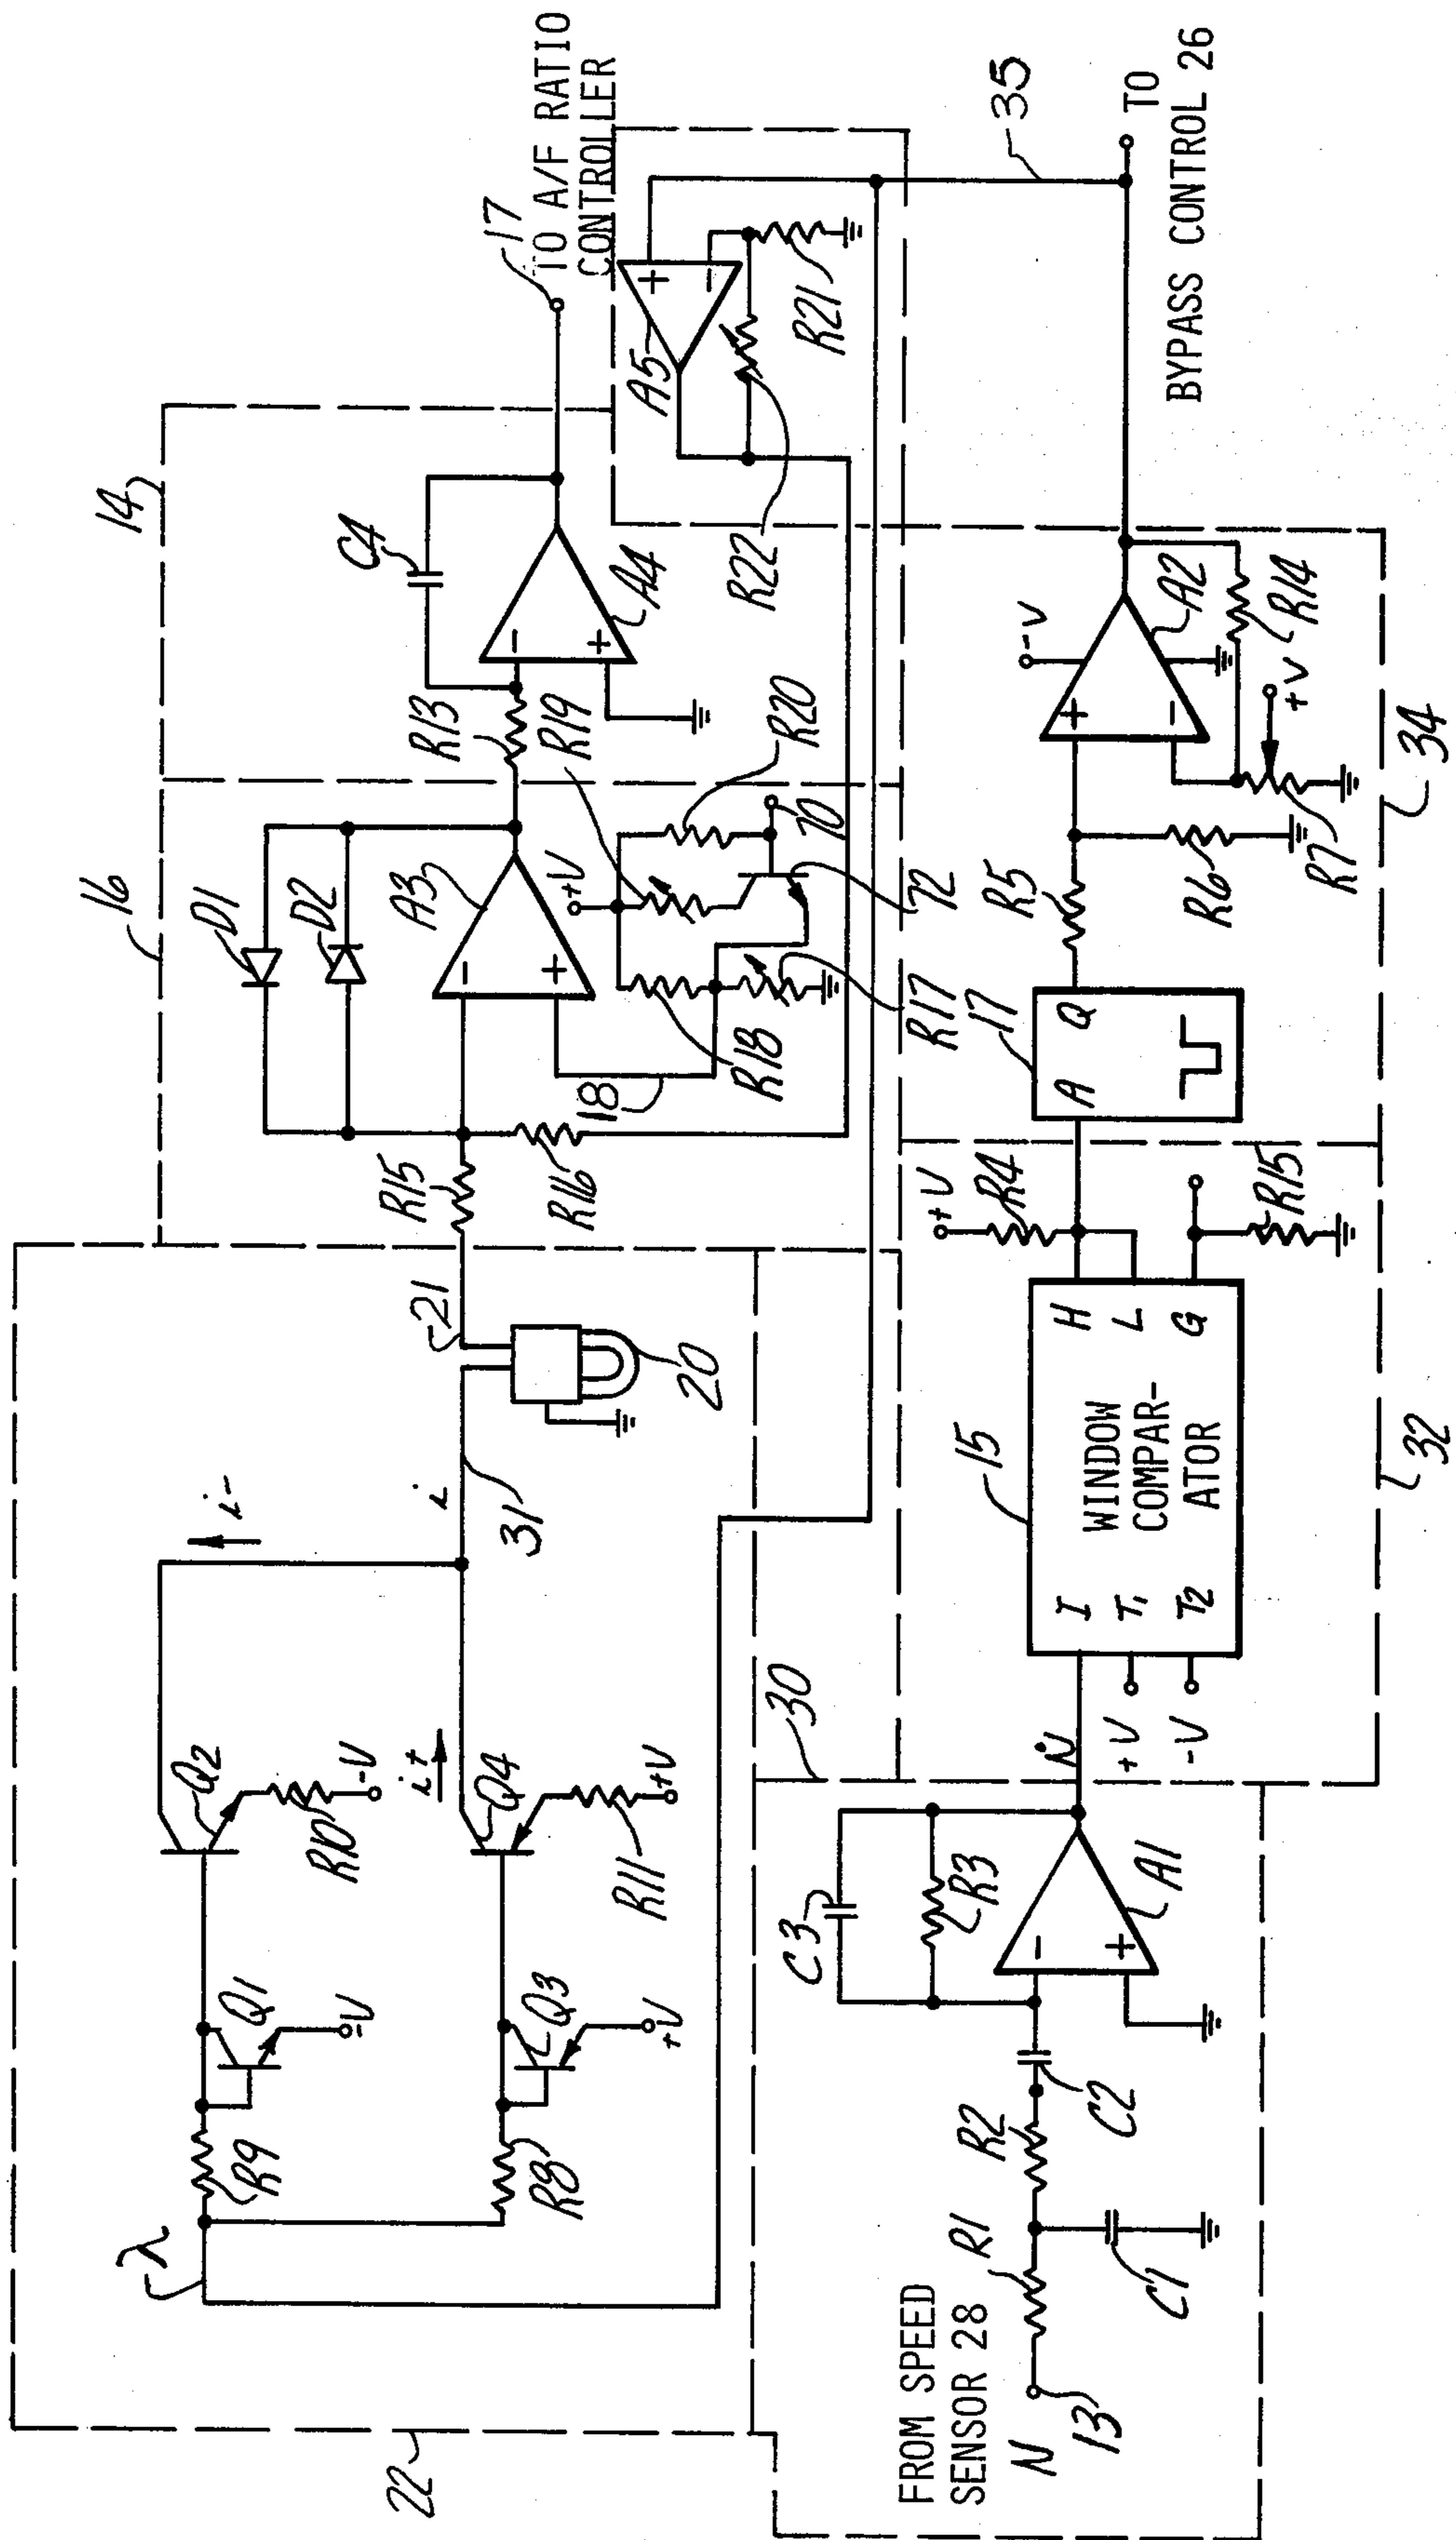 22
λ
R9
Q1
-V
Q2
R10
-V
i-
R8
Q3
+V
Q4
R11
+V
i+
i
31
21
20
16
D1
D2
R15
R16
A3
18
+V
R18
R17
R19
R20
70
72
14
C4
R13
A4
17
TO A/F RATIO
CONTROLLER
A5
R22
R21
35
30
FROM SPEED
SENSOR 28
N
13
R1
C1
R2
C2
C3
R3
A1
Ṅ
+V
-V
15
I
T1
T2
WINDOW
COMPAR-
ATOR
H
L
G
+V
R4
R15
32
17
A
Q
R5
R6
R7
+V
-V
A2
R14
34
TO
BYPASS CONTROL 26